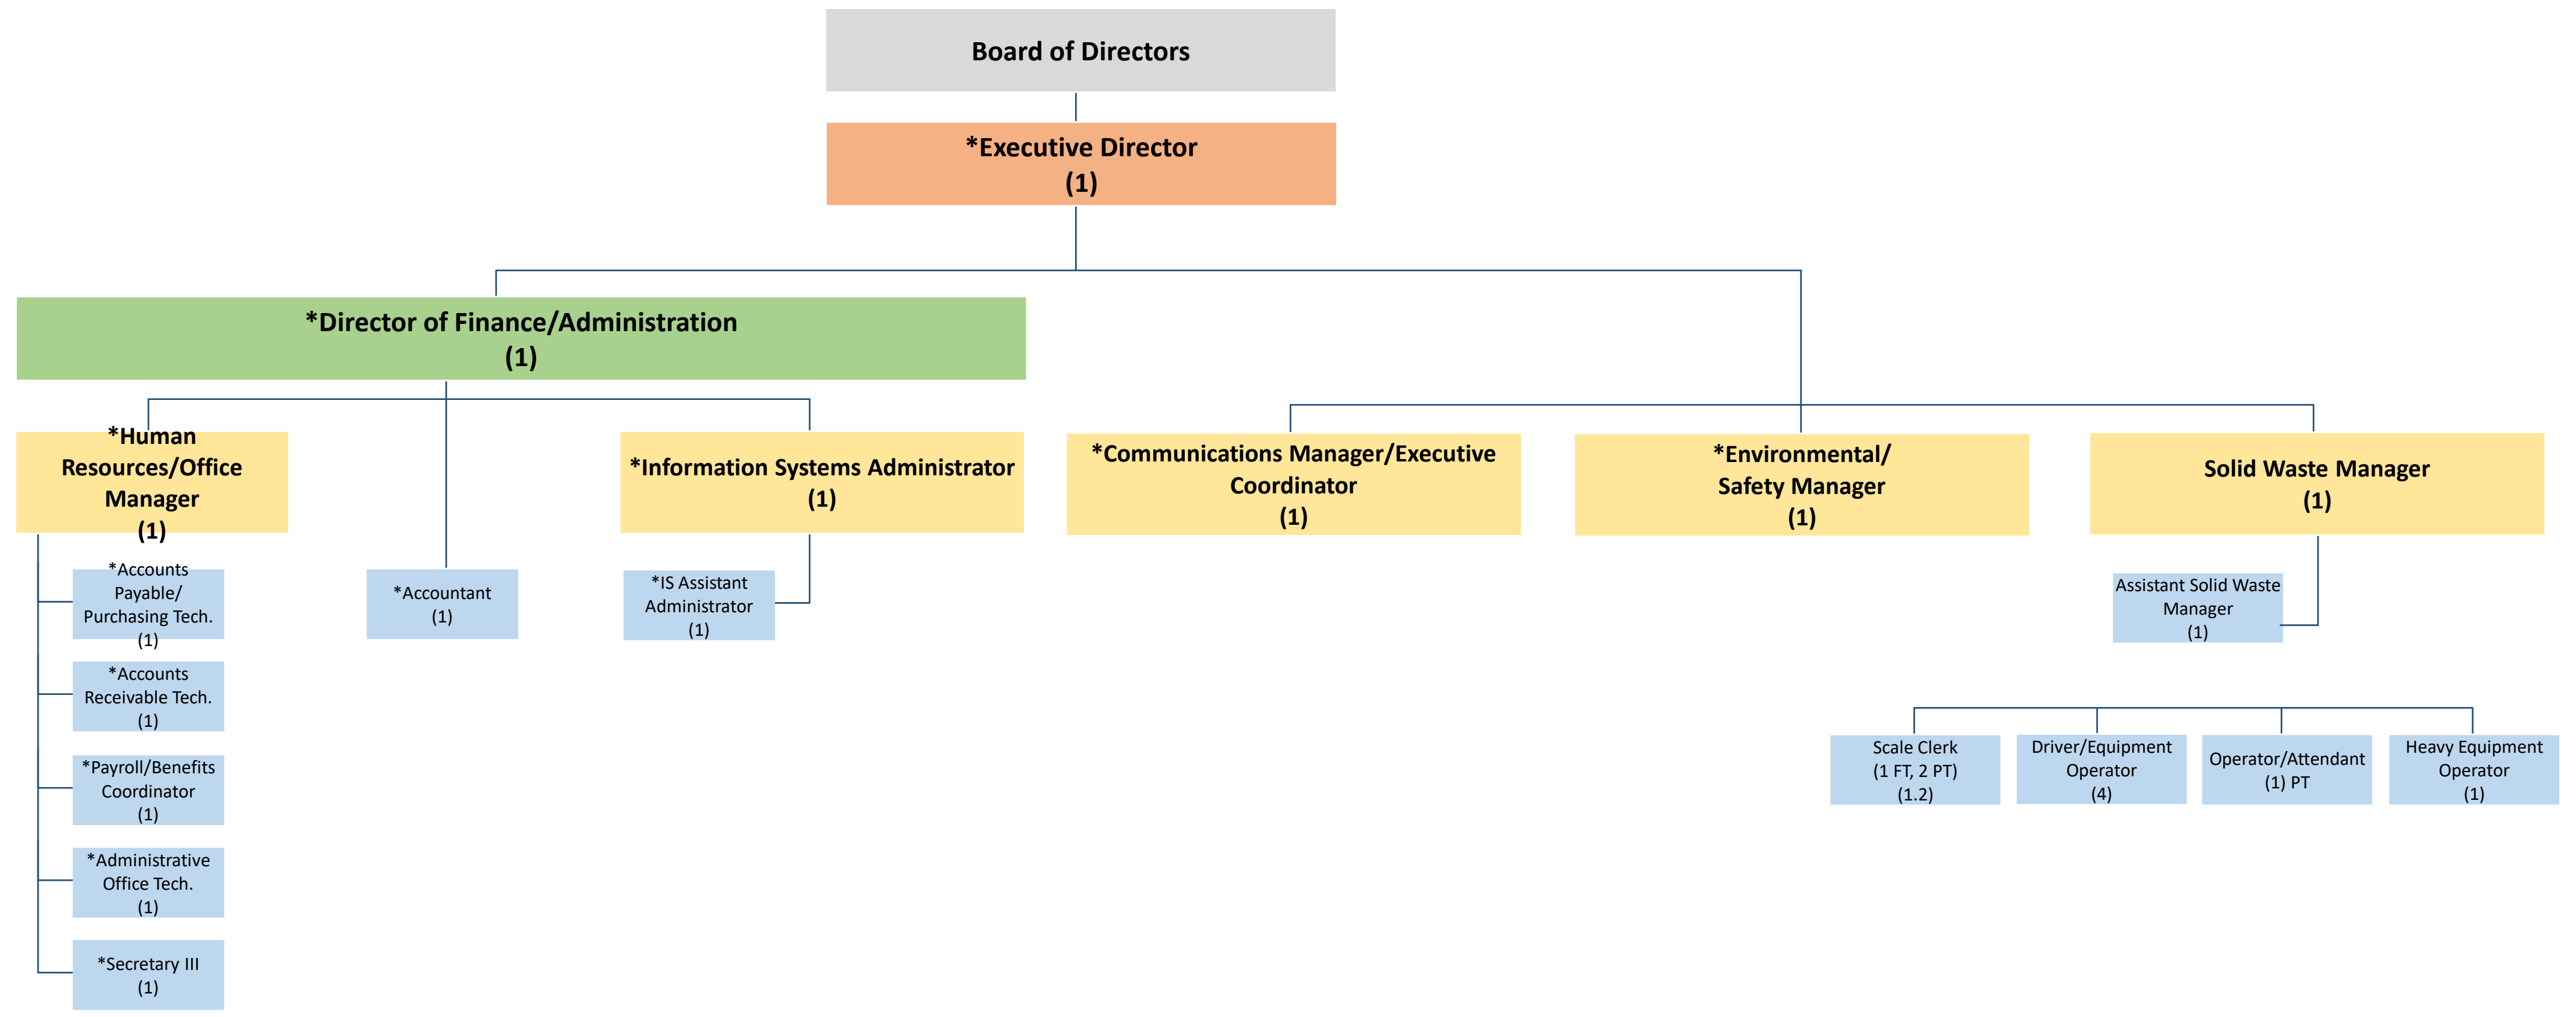 Board of Directors
*Executive Director
(1)
*Director of Finance/Administration
(1)
*Human
Resources/Office
Manager
(1)
*Information Systems Administrator
(1)
*Communications Manager/Executive
Coordinator
(1)
*Environmental/
Safety Manager
(1)
Solid Waste Manager
(1)
*Accounts
Payable/
Purchasing Tech.
(1)
*Accountant
(1)
*IS Assistant
Administrator
(1)
Assistant Solid Waste
Manager
(1)
*Accounts
Receivable Tech.
(1)
*Payroll/Benefits
Coordinator
(1)
*Administrative
Office Tech.
(1)
*Secretary III
(1)
Scale Clerk
(1 FT, 2 PT)
(1.2)
Driver/Equipment
Operator
(4)
Operator/Attendant
(1) PT
Heavy Equipment
Operator
(1)